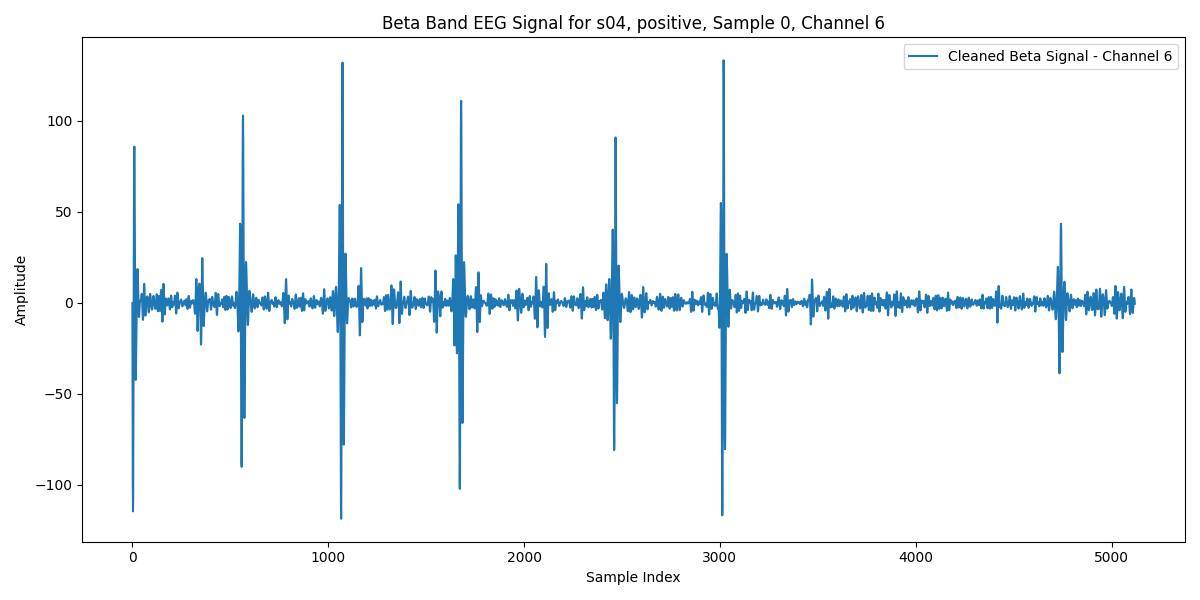 Beta Band EEG Signal for s04, positive, Sample 0, Channel 6
Cleaned Beta Signal - Channel 6
Amplitude
100
50
0
−50
−100
0 1000 2000 3000 4000 5000
Sample Index